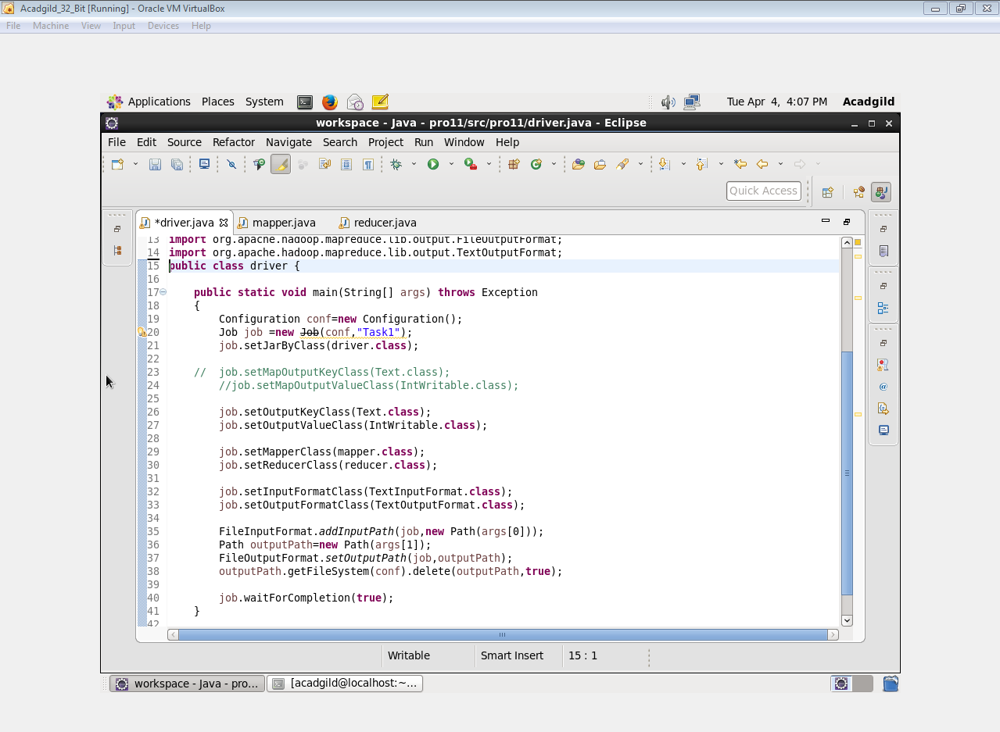 Acadgild_32_Bit [Running] - Oracle VM VirtualBox
File Machine View Input Devices Help
Applications Places System Tue Apr 4, 4:07 PM Acadgild
workspace - Java - pro11/src/pro11/driver.java - Eclipse
File Edit Source Refactor Navigate Search Project Run Window Help
Quick Access
*driver.java mapper.java reducer.java
13 import org.apache.hadoop.mapreduce.lib.output.FileOutputFormat;
14 import org.apache.hadoop.mapreduce.lib.output.TextOutputFormat;
15 public class driver {
16
17 public static void main(String[] args) throws Exception
18 {
19 Configuration conf=new Configuration();
20 Job job =new Job(conf,"Task1");
21 job.setJarByClass(driver.class);
22
23 // job.setMapOutputKeyClass(Text.class);
24 //job.setMapOutputValueClass(IntWritable.class);
25
26 job.setOutputKeyClass(Text.class);
27 job.setOutputValueClass(IntWritable.class);
28
29 job.setMapperClass(mapper.class);
30 job.setReducerClass(reducer.class);
31
32 job.setInputFormatClass(TextInputFormat.class);
33 job.setOutputFormatClass(TextOutputFormat.class);
34
35 FileInputFormat.addInputPath(job,new Path(args[0]));
36 Path outputPath=new Path(args[1]);
37 FileOutputFormat.setOutputPath(job,outputPath);
38 outputPath.getFileSystem(conf).delete(outputPath,true);
39
40 job.waitForCompletion(true);
41 }
42
Writable Smart Insert 15 : 1
workspace - Java - pro... [acadgild@localhost:~...